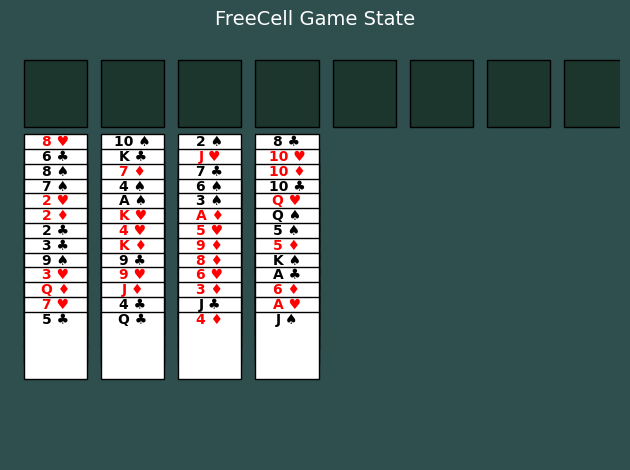 FreeCell Game State
8 ♥ 10 ♠ 2 ♠ 8 ♣
6 ♣ K ♣ J ♥ 10 ♥
8 ♠ 7 ♦ 7 ♣ 10 ♦
7 ♠ 4 ♠ 6 ♠ 10 ♣
2 ♥ A ♠ 3 ♠ Q ♥
2 ♦ K ♥ A ♦ Q ♠
2 ♣ 4 ♥ 5 ♥ 5 ♠
3 ♣ K ♦ 9 ♦ 5 ♦
9 ♠ 9 ♣ 8 ♦ K ♠
3 ♥ 9 ♥ 6 ♥ A ♣
Q ♦ J ♦ 3 ♦ 6 ♦
7 ♥ 4 ♣ J ♣ A ♥
5 ♣ Q ♣ 4 ♦ J ♠